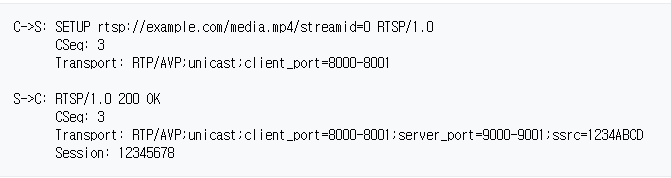 C->S: SETUP rtsp://example.com/media.mp4/streamid=0 RTSP/1.0
CSeq: 3
Transport: RTP/AVP;unicast;client_port=8000-8001
S->C: RTSP/1.0 200 OK
CSeq: 3
Transport: RTP/AVP;unicast;client_port=8000-8001;server_port=9000-9001;ssrc=1234ABCD
Session: 12345678